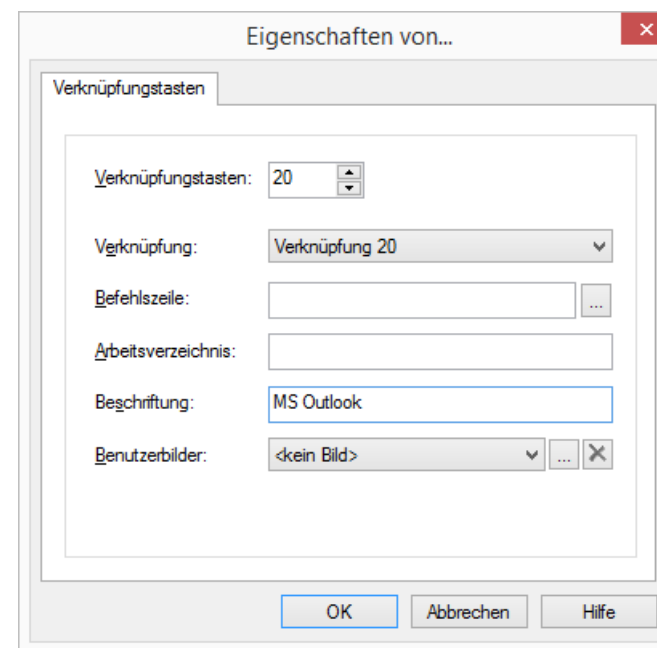 Eigenschaften von...
Verknüpfungstasten
Verknüpfungstasten: 20
Verknüpfung: Verknüpfung 20
Befehlszeile: ...
Arbeitsverzeichnis:
Beschriftung: MS Outlook
Benutzerbilder: <kein Bild> ...
OK Abbrechen Hilfe